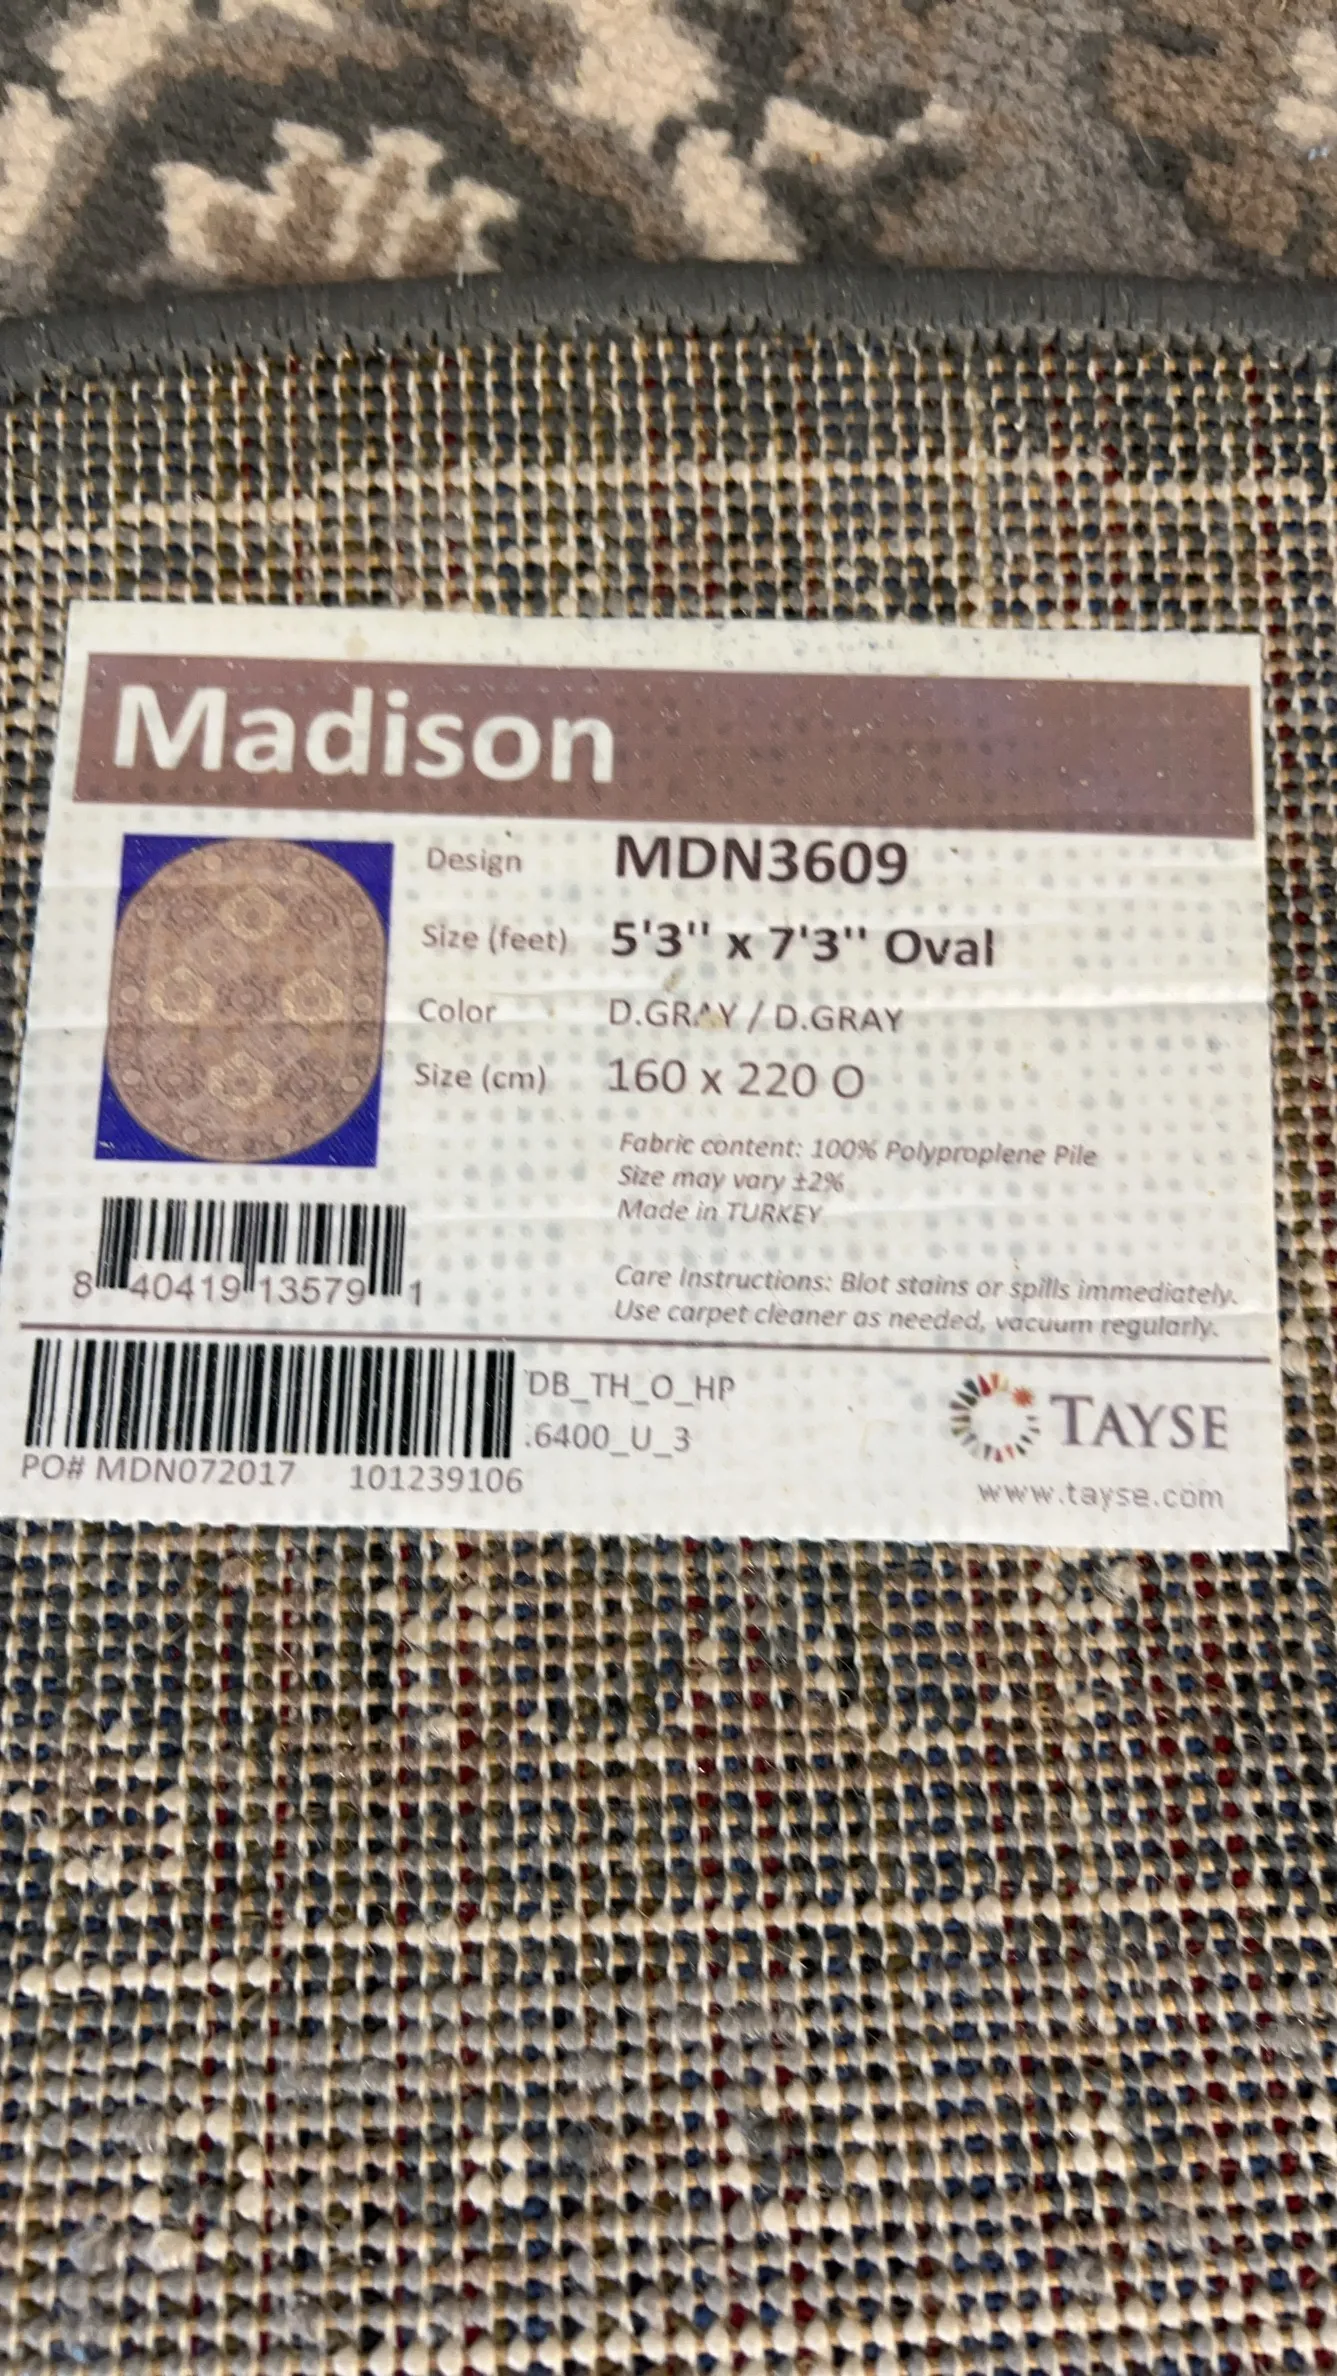 Madison
Design MDN3609
Size (feet) 5'3" x 7'3" Oval
Color D.GRAY / D.GRAY
Size (cm) 160 x 220 O
Fabric content: 100% Polyproplene Pile
Size may vary ±2%
Made in TURKEY
Care Instructions: Blot stains or spills immediately.
Use carpet cleaner as needed, vacuum regularly.
8 40419 13579 1
DB_TH_O_HP
.6400_U_3
PO# MDN072017 101239106
TAYSE
www.tayse.com